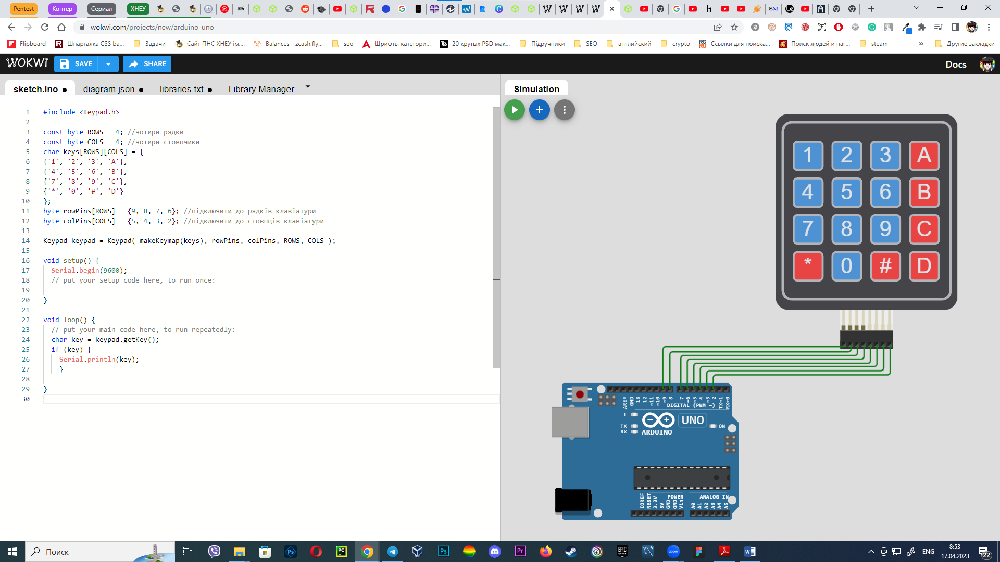 Pentest
Коптер
Сериал
ХНЕУ
wokwi.com/projects/new/arduino-uno
Flipboard
Шпаргалка CSS ba...
Задачи
Сайт ПНС ХНЕУ ім....
Balances - zcash.fly...
seo
Шрифты категори...
20 крутых PSD мак...
Підручники
SEO
английский
crypto
Ссылки для поиска...
Поиск людей и наг...
steam
»
Другие закладки
WOKWI
SAVE
SHARE
Docs
sketch.ino ●
diagram.json ●
libraries.txt ●
Library Manager
Simulation
1 #include <Keypad.h>
2
3 const byte ROWS = 4; //чотири рядки
4 const byte COLS = 4; //чотири стовпчики
5 char keys[ROWS][COLS] = {
6 {'1', '2', '3', 'A'},
7 {'4', '5', '6', 'B'},
8 {'7', '8', '9', 'C'},
9 {'*', '0', '#', 'D'}
10 };
11 byte rowPins[ROWS] = {9, 8, 7, 6}; //підключити до рядків клавіатури
12 byte colPins[COLS] = {5, 4, 3, 2}; //підключити до стовпців клавіатури
13
14 Keypad keypad = Keypad( makeKeymap(keys), rowPins, colPins, ROWS, COLS );
15
16 void setup() {
17 Serial.begin(9600);
18 // put your setup code here, to run once:
19
20 }
21
22 void loop() {
23 // put your main code here, to run repeatedly:
24 char key = keypad.getKey();
25 if (key) {
26 Serial.println(key);
27 }
28
29 }
30
1 2 3 A
4 5 6 B
7 8 9 C
* 0 # D
AREF GND 13 12 ~11 ~10 ~9 8 7 ~6 ~5 4 ~3 2 TX→1 RX←0
DIGITAL (PWM ~)
L
TX
RX
ARDUINO
UNO
ON
POWER
ANALOG IN
IOREF RESET 3.3V 5V GND GND Vin A0 A1 A2 A3 A4 A5
Поиск
ENG
8:53
17.04.2023
22